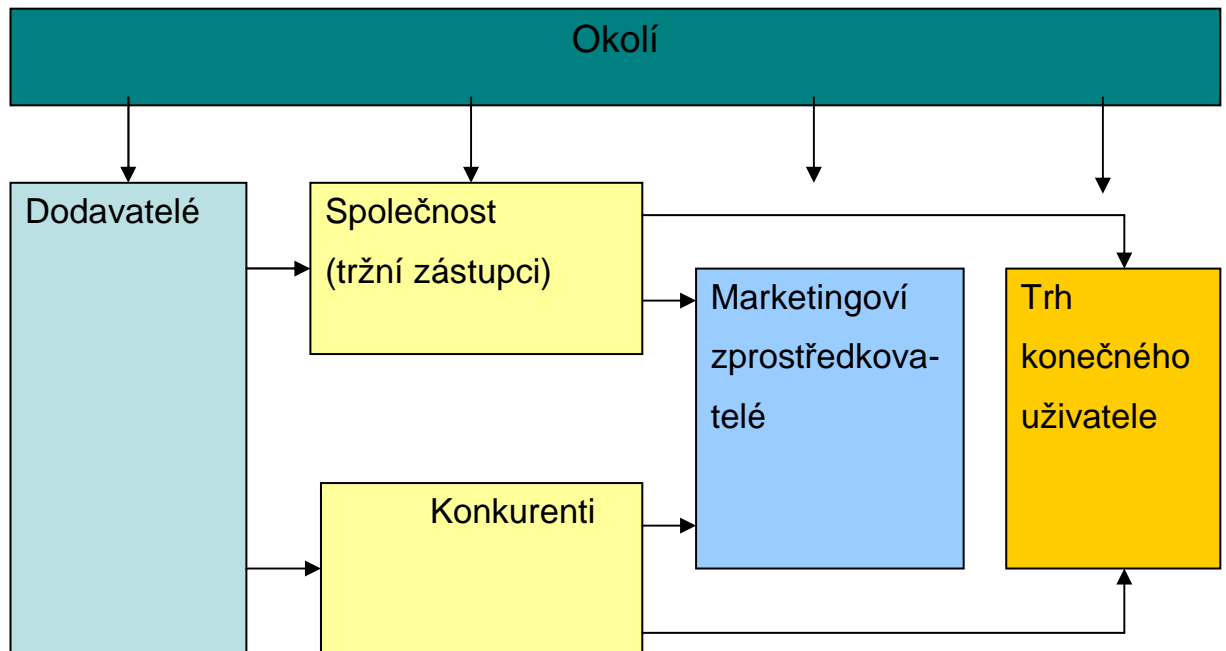 Okolí
Dodavatelé
Společnost
(tržní zástupci)
Marketingoví
zprostředkova-
telé
Trh
konečného
uživatele
Konkurenti